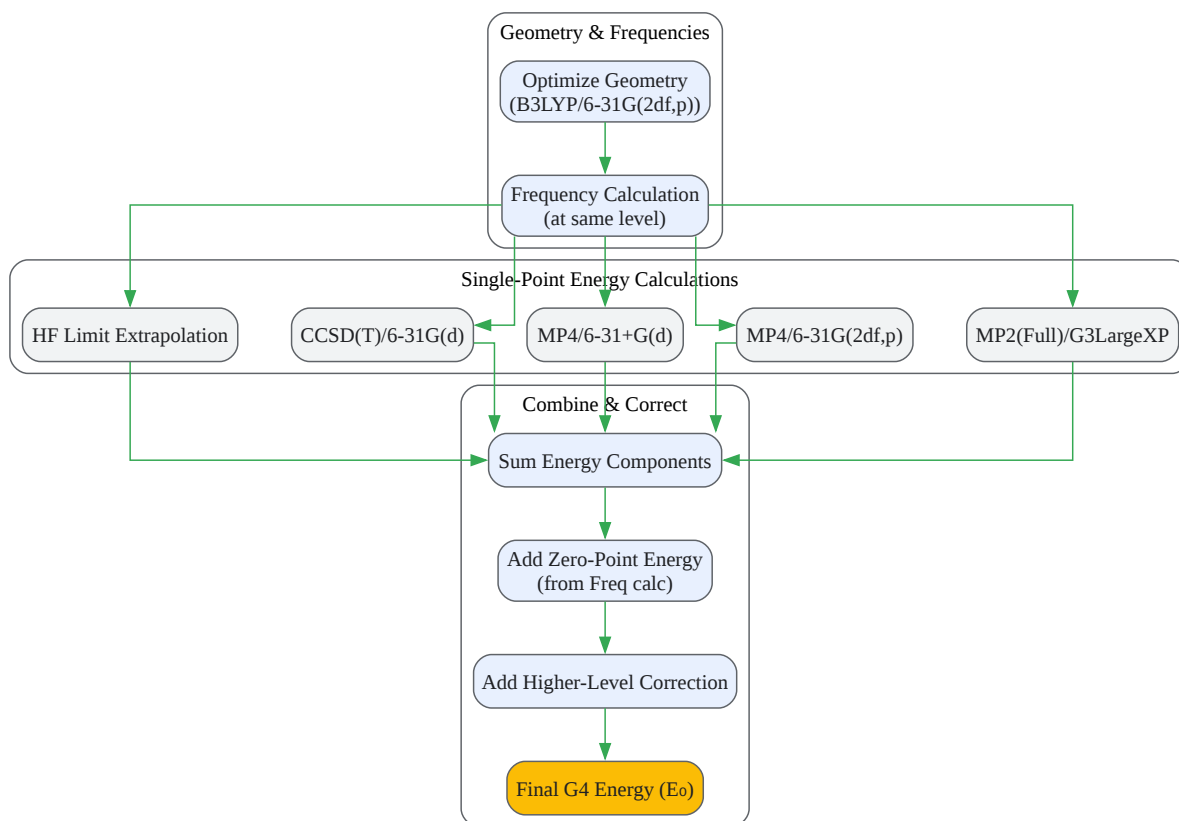 Geometry & Frequencies
Optimize Geometry
(B3LYP/6-31G(2df,p))
Frequency Calculation
(at same level)
Single-Point Energy Calculations
HF Limit Extrapolation
CCSD(T)/6-31G(d)
MP4/6-31+G(d)
MP4/6-31G(2df,p)
MP2(Full)/G3LargeXP
Combine & Correct
Sum Energy Components
Add Zero-Point Energy
(from Freq calc)
Add Higher-Level Correction
Final G4 Energy (E₀)